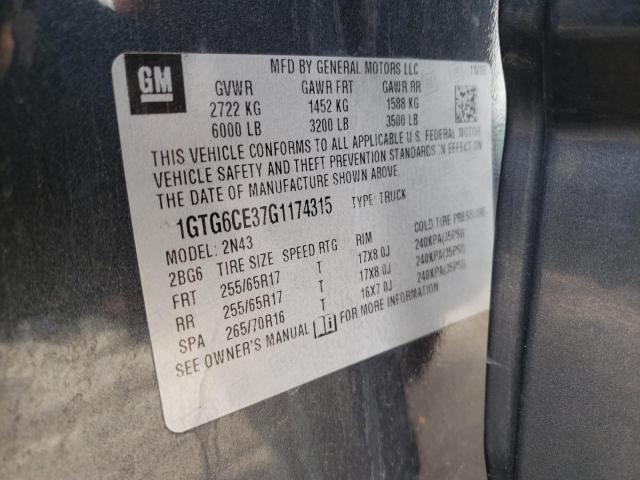 GM
MFD BY GENERAL MOTORS LLC
GVWR GAWR FRT GAWR RR
2722 KG 1452 KG 1588 KG
6000 LB 3200 LB 3500 LB
THIS VEHICLE CONFORMS TO ALL APPLICABLE U.S. FEDERAL MOTOR
VEHICLE SAFETY AND THEFT PREVENTION STANDARDS IN EFFECT ON
THE DATE OF MANUFACTURE SHOWN ABOVE.
1GTG6CE37G1174315 TYPE: TRUCK
MODEL: 2N43
2BG6 TIRE SIZE SPEED RTG RIM COLD TIRE PRESSURE
FRT 255/65R17 T 17X8.0J 240KPA(35PSI)
RR 255/65R17 T 17X8.0J 240KPA(35PSI)
SPA 265/70R16 T 16X7.0J 240KPA(35PSI)
SEE OWNER'S MANUAL FOR MORE INFORMATION